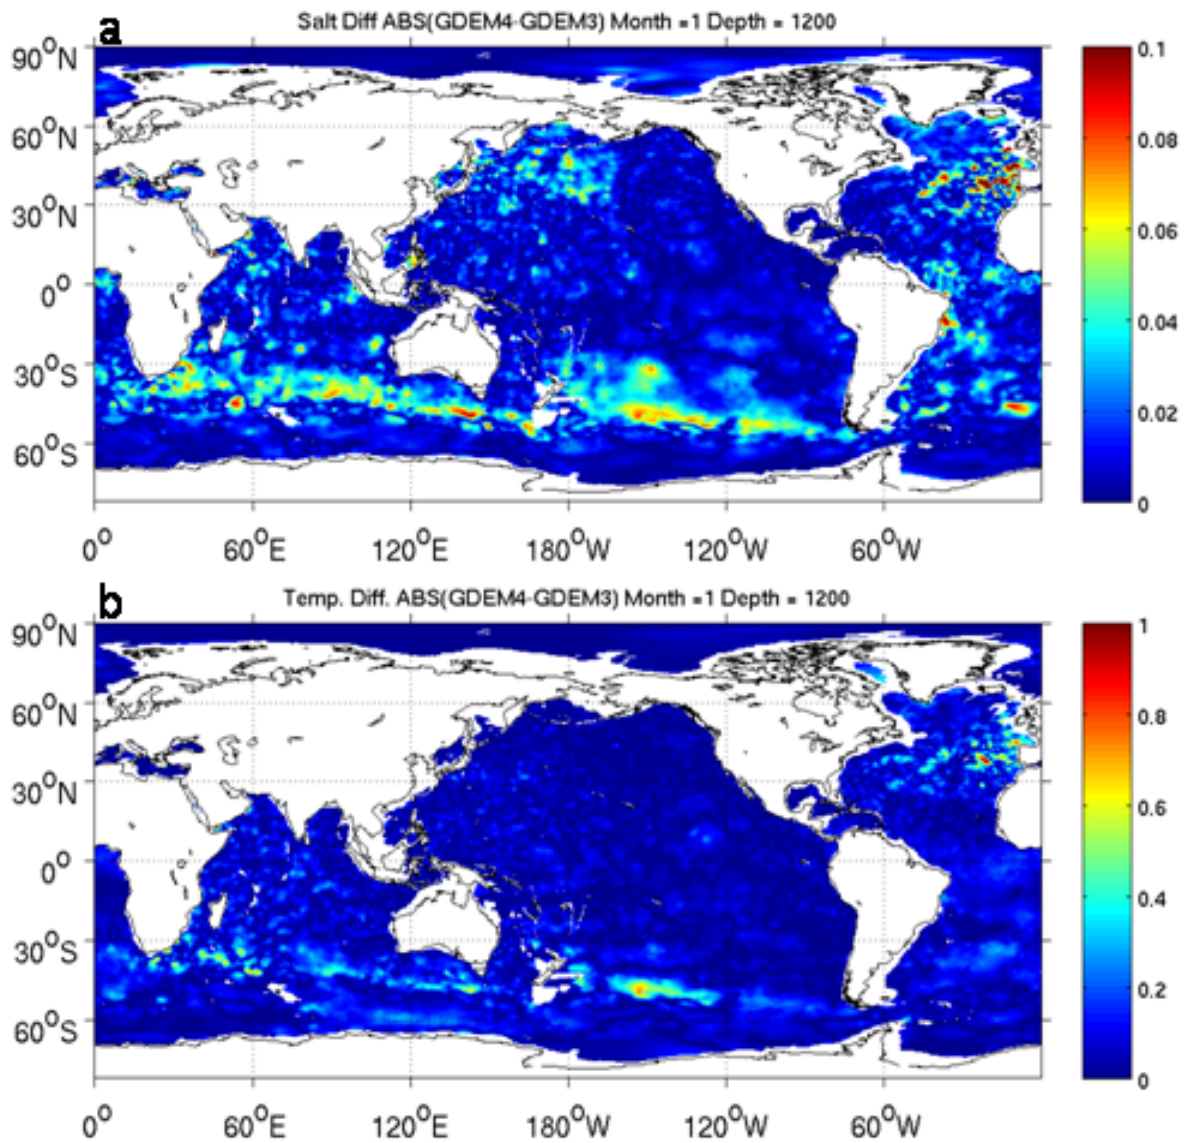 a
Salt Diff ABS(GDEM4-GDEM3) Month =1 Depth = 1200
90°N
60°N
30°N
0°
30°S
60°S
0°
60°E
120°E
180°W
120°W
60°W
0.1
0.08
0.06
0.04
0.02
0
b
Temp. Diff. ABS(GDEM4-GDEM3) Month =1 Depth = 1200
90°N
60°N
30°N
0°
30°S
60°S
0°
60°E
120°E
180°W
120°W
60°W
1
0.8
0.6
0.4
0.2
0